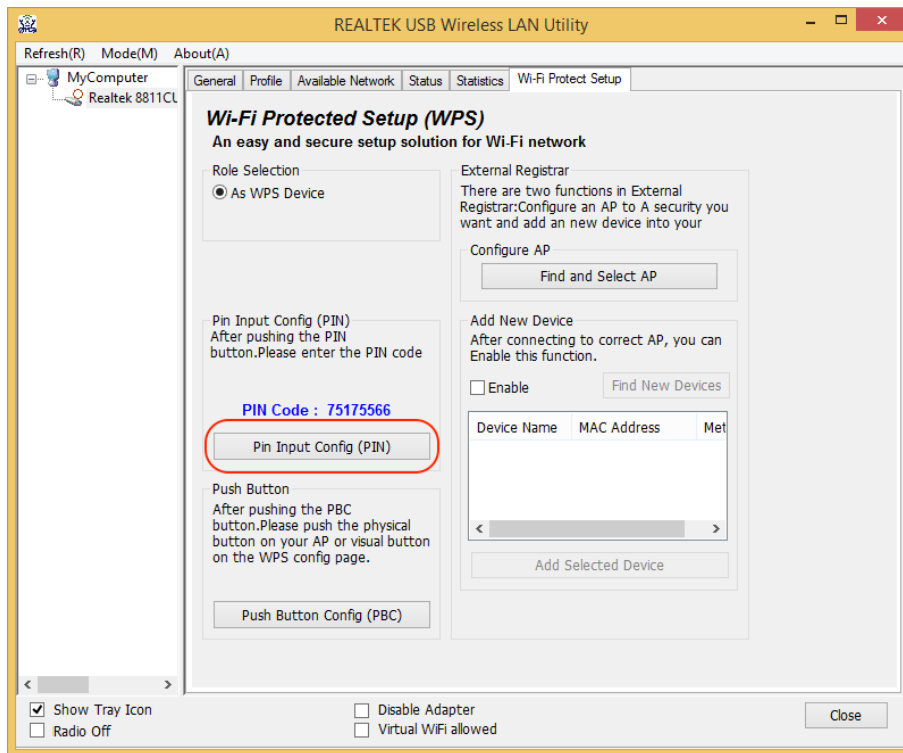 REALTEK USB Wireless LAN Utility
Refresh(R) Mode(M) About(A)
MyComputer
Realtek 8811CU
General Profile Available Network Status Statistics Wi-Fi Protect Setup
Wi-Fi Protected Setup (WPS)
An easy and secure setup solution for Wi-Fi network
Role Selection
As WPS Device
Pin Input Config (PIN)
After pushing the PIN
button.Please enter the PIN code
PIN Code : 75175566
Pin Input Config (PIN)
Push Button
After pushing the PBC
button.Please push the physical
button on your AP or visual button
on the WPS config page.
Push Button Config (PBC)
External Registrar
There are two functions in External
Registrar:Configure an AP to A security you
want and add an new device into your
Configure AP
Find and Select AP
Add New Device
After connecting to correct AP, you can
Enable this function.
Enable
Find New Devices
Device Name MAC Address Met
Add Selected Device
Show Tray Icon
Radio Off
Disable Adapter
Virtual WiFi allowed
Close